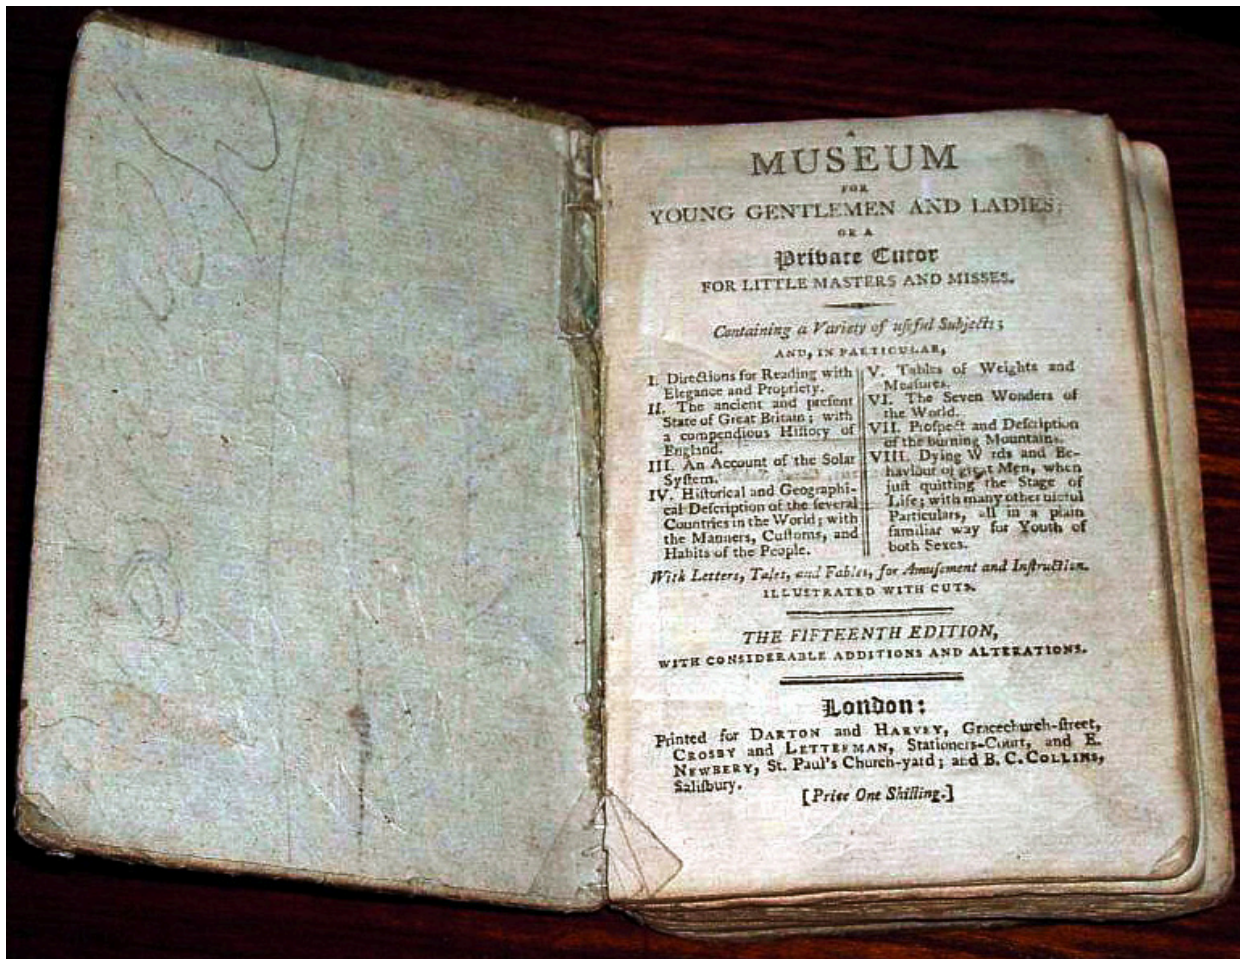 A
MUSEUM
FOR
YOUNG GENTLEMEN AND LADIES;
OR A
Private Tutor
FOR LITTLE MASTERS AND MISSES.
Containing a Variety of uſeful Subjects;
AND, IN PARTICULAR,
I. Directions for Reading with
Elegance and Propriety.
II. The ancient and preſent
State of Great Britain; with
a compendious Hiſtory of
England.
III. An Account of the Solar
Syſtem.
IV. Hiſtorical and Geographi-
cal Deſcription of the ſeveral
Countries in the World; with
the Manners, Cuſtoms, and
Habits of the People.
V. Tables of Weights and
Meaſures.
VI. The Seven Wonders of
the World.
VII. Proſpect and Deſcription
of the burning Mountains.
VIII. Dying W rds and Be-
haviour of great Men, when
juſt quitting the Stage of
Life; with many other uſeful
Particulars, all in a plain
familiar way for Youth of
both Sexes.
With Letters, Tales, and Fables, for Amuſement and Inſtruction.
ILLUSTRATED WITH CUTS.
THE FIFTEENTH EDITION,
WITH CONSIDERABLE ADDITIONS AND ALTERATIONS.
London:
Printed for DARTON and HARVEY, Gracechurch-ſtreet,
CROSBY and LETTERMAN, Stationers-Court, and E.
NEWBERY, St. Paul's Church-yard; and B. C. COLLINS,
Saliſbury.
[Price One Shilling.]